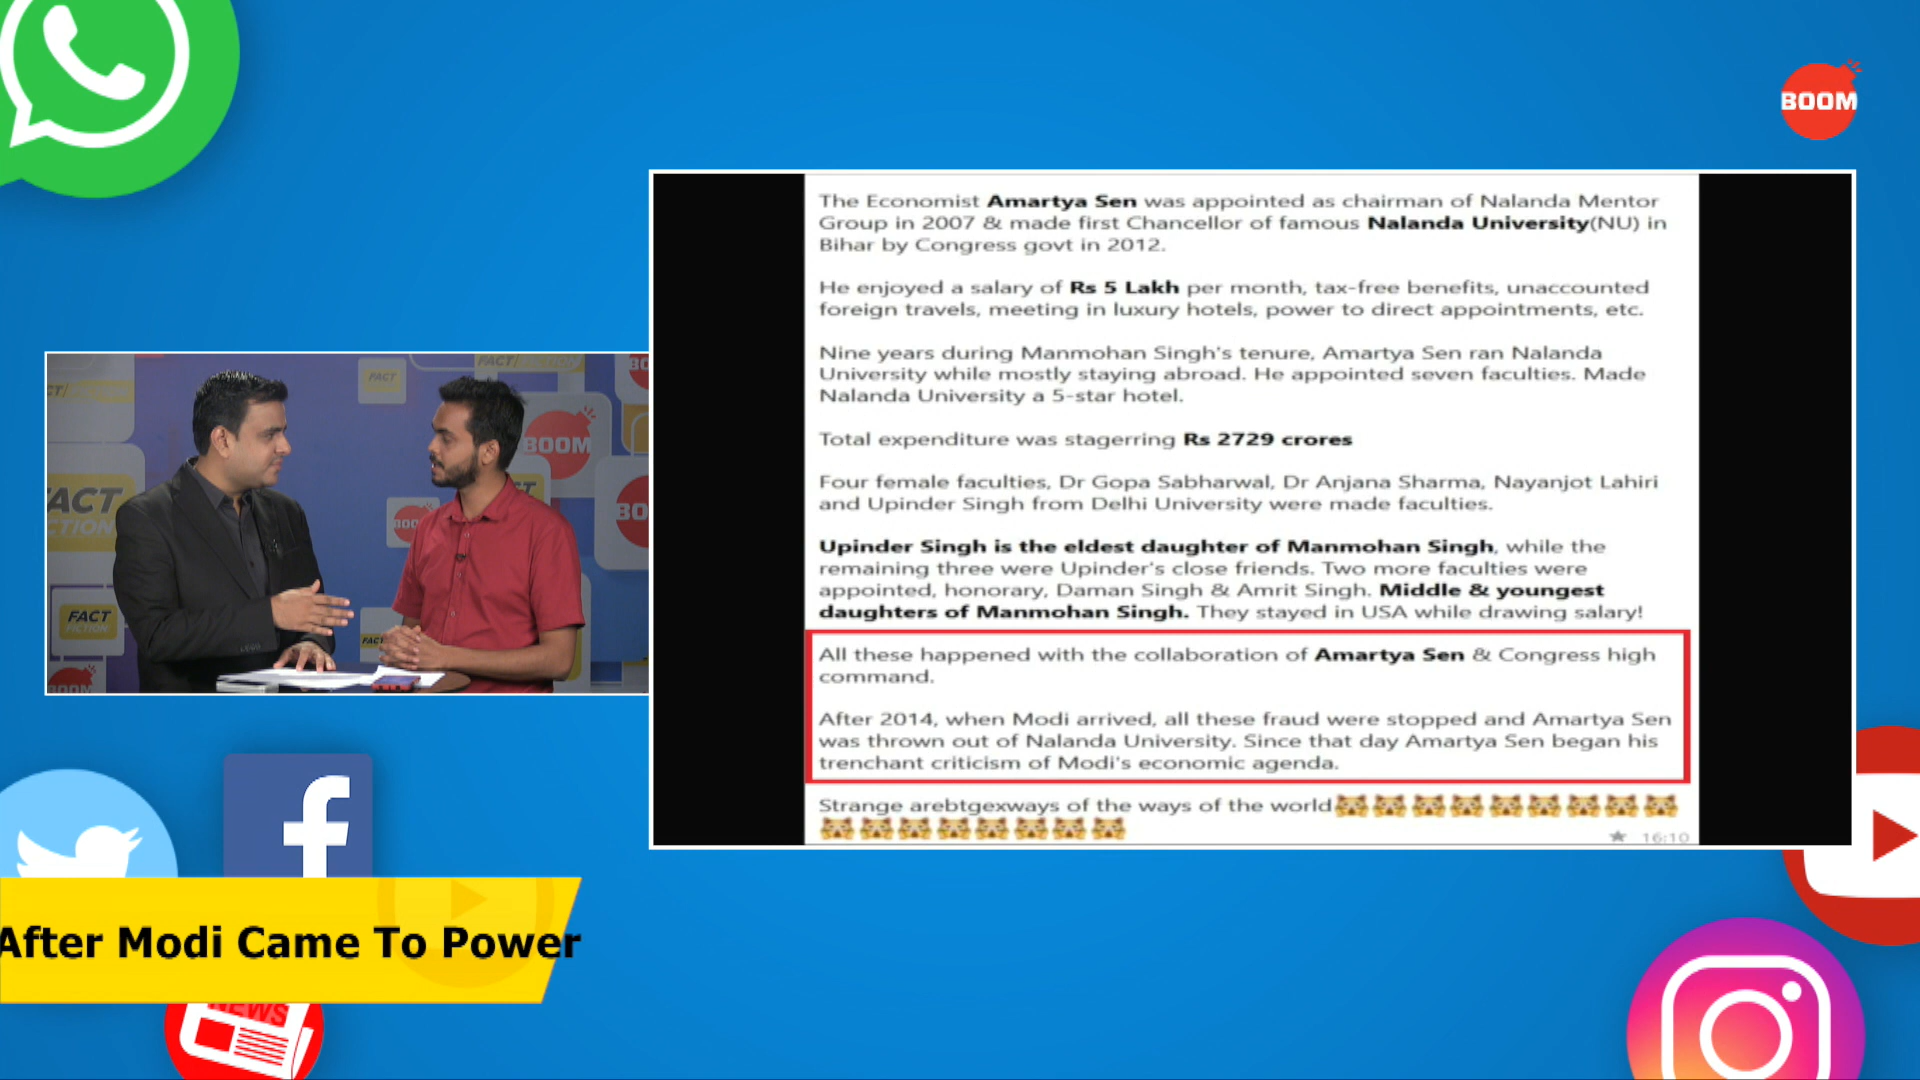 BOOM
The Economist Amartya Sen was appointed as chairman of Nalanda Mentor
Group in 2007 & made first Chancellor of famous Nalanda University(NU) in
Bihar by Congress govt in 2012.
He enjoyed a salary of Rs 5 Lakh per month, tax-free benefits, unaccounted
foreign travels, meeting in luxury hotels, power to direct appointments, etc.
Nine years during Manmohan Singh's tenure, Amartya Sen ran Nalanda
University while mostly staying abroad. He appointed seven faculties. Made
Nalanda University a 5-star hotel.
Total expenditure was stagerring Rs 2729 crores
Four female faculties, Dr Gopa Sabharwal, Dr Anjana Sharma, Nayanjot Lahiri
and Upinder Singh from Delhi University were made faculties.
Upinder Singh is the eldest daughter of Manmohan Singh, while the
remaining three were Upinder's close friends. Two more faculties were
appointed, honorary, Daman Singh & Amrit Singh. Middle & youngest
daughters of Manmohan Singh. They stayed in USA while drawing salary!
All these happened with the collaboration of Amartya Sen & Congress high
command.
After 2014, when Modi arrived, all these fraud were stopped and Amartya Sen
was thrown out of Nalanda University. Since that day Amartya Sen began his
trenchant criticism of Modi's economic agenda.
Strange arebtgexways of the ways of the world
16:10
FACT
BOOM
FACT
FICTION
After Modi Came To Power
NEWS